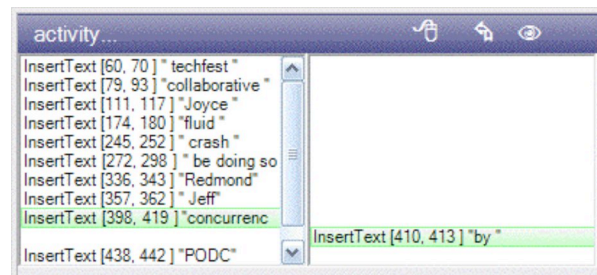 activity...
InsertText [60, 70 ] " techfest "
InsertText [79, 93 ] "collaborative "
InsertText [111, 117 ] "Joyce "
InsertText [174, 180 ] "fluid "
InsertText [245, 252 ] " crash "
InsertText [272, 298 ] " be doing so
InsertText [336, 343 ] "Redmond"
InsertText [357, 362 ] " Jeff"
InsertText [398, 419 ] "concurrenc
InsertText [410, 413 ] "by "
InsertText [438, 442 ] "PODC"